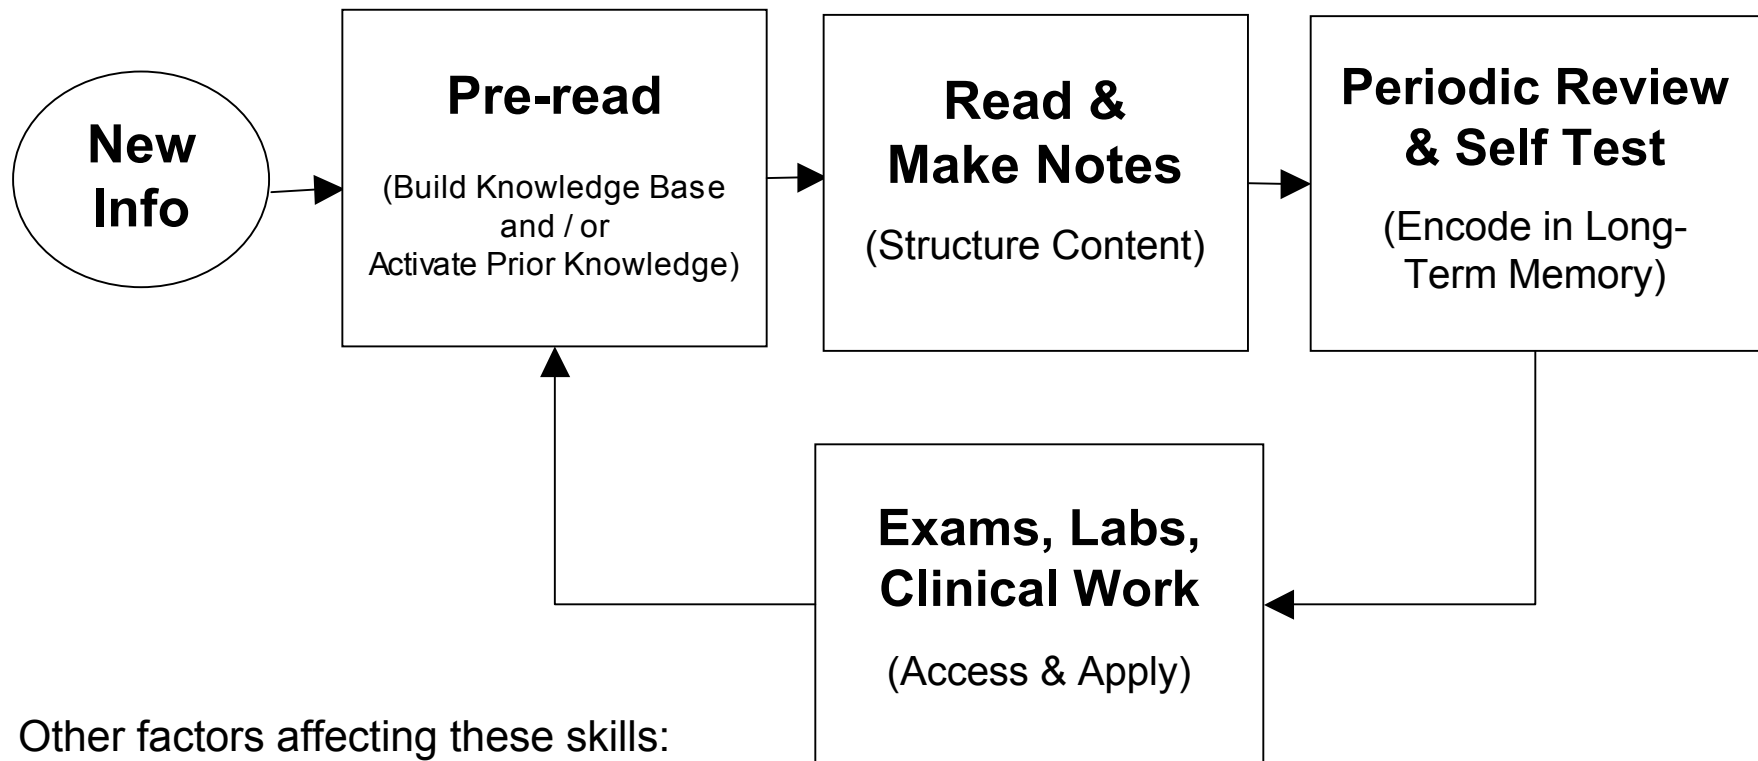 New
Info
Pre-read
(Build Knowledge Base
and / or
Activate Prior Knowledge)
Read &
Make Notes
(Structure Content)
Periodic Review
& Self Test
(Encode in Long-
Term Memory)
Exams, Labs,
Clinical Work
(Access & Apply)
Other factors affecting these skills: